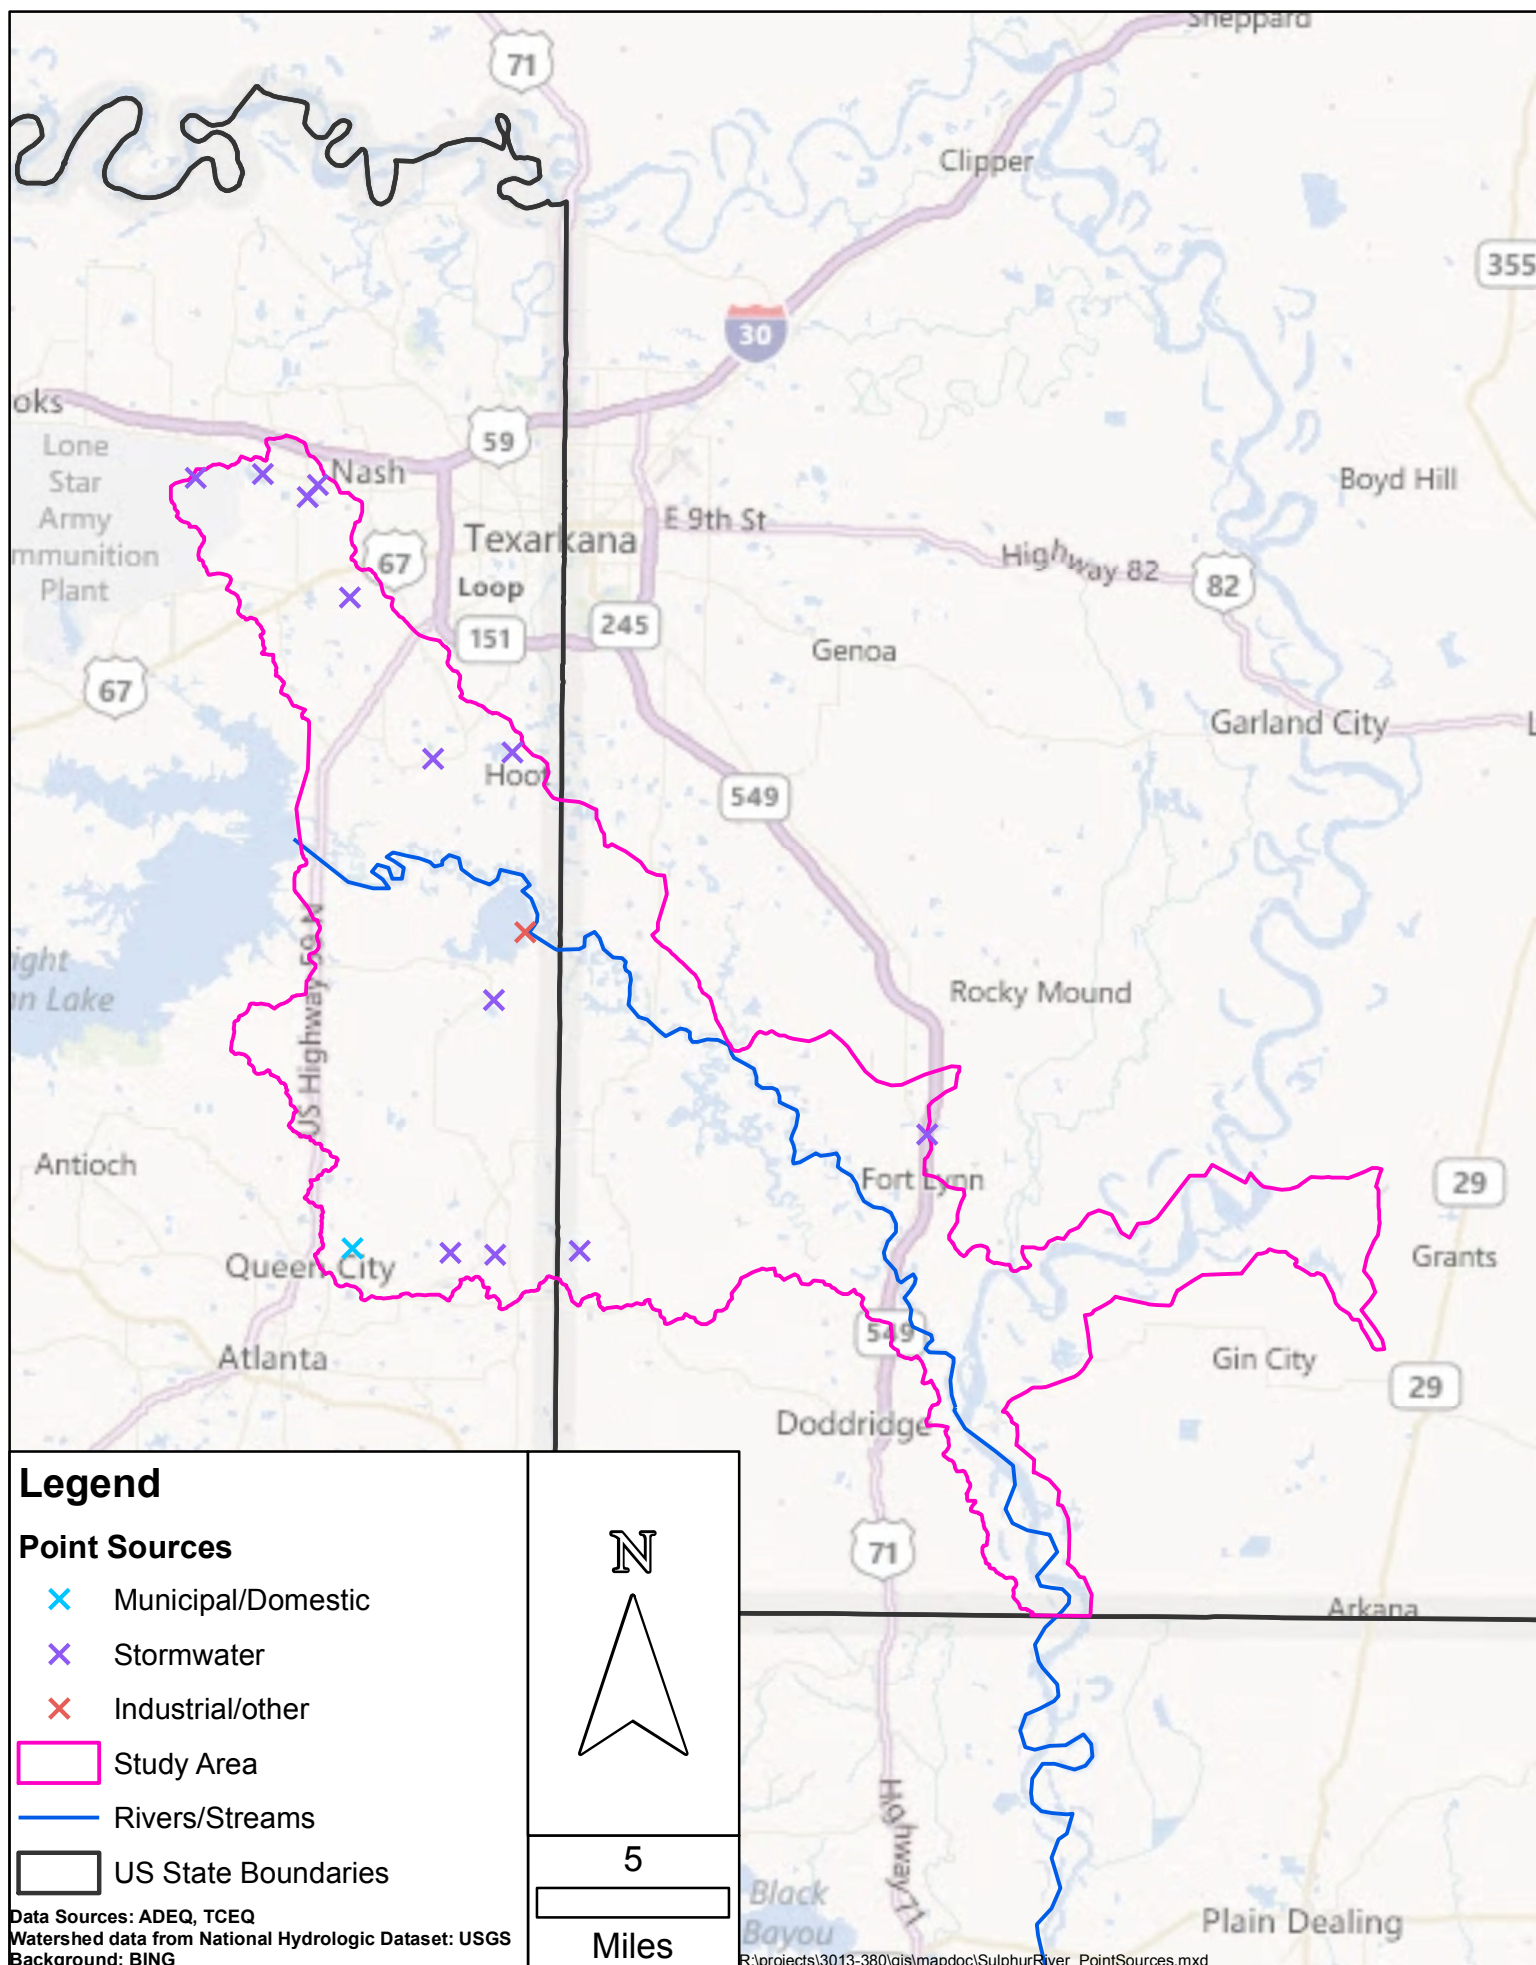 Sheppard
71
Clipper
355
30
oks
59
Lone
Star
Army
mmunition
Plant
Nash
Boyd Hill
E 9th St
Texarkana
Highway 82
67
82
Loop
151
245
Genoa
67
Garland City
L
Hoot
549
US Highway 59 N
ight
n Lake
Rocky Mound
Antioch
Fort Lynn
29
Queen City
Grants
549
Atlanta
Gin City
29
Doddridge
71
Arkana
Highway 71
Black
Bayou
Plain Dealing
Legend
Point Sources
Municipal/Domestic
Stormwater
Industrial/other
Study Area
Rivers/Streams
US State Boundaries
Data Sources: ADEQ, TCEQ
Watershed data from National Hydrologic Dataset: USGS
Background: BING
N
5
Miles
R:\projects\3013-380\gis\mapdoc\SulphurRiver_PointSources.mxd